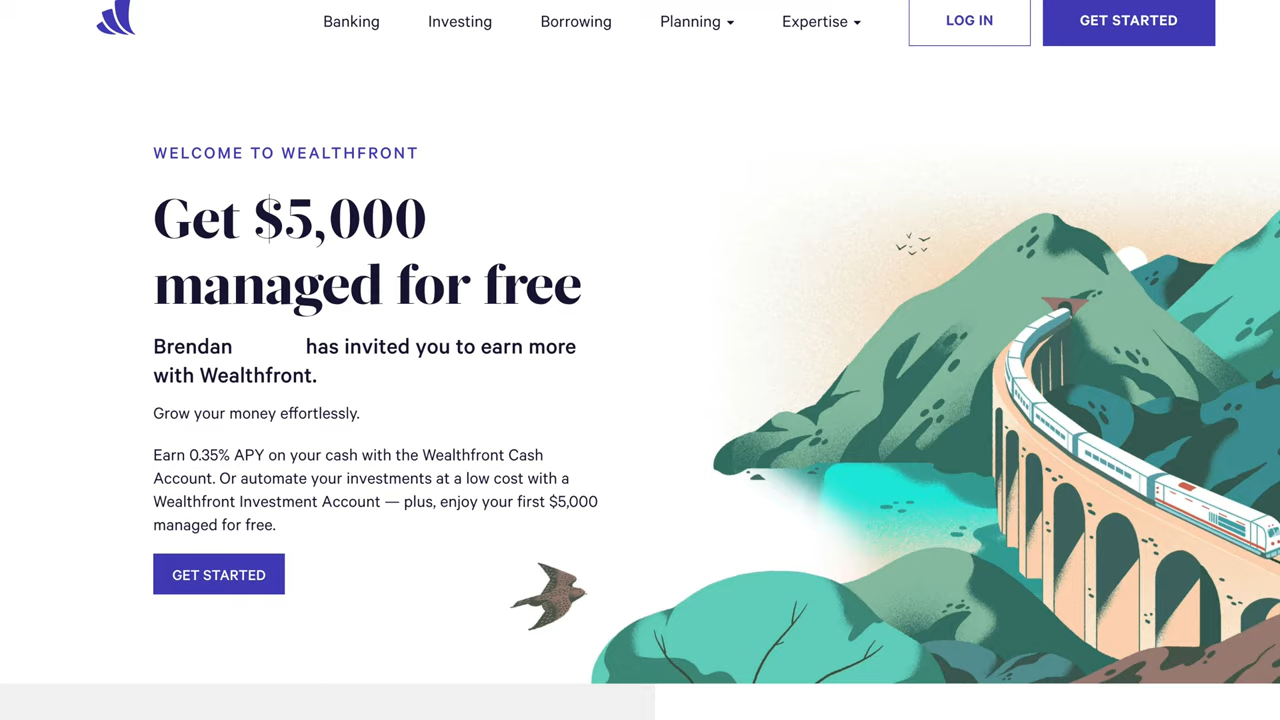 Banking Investing Borrowing Planning Expertise LOG IN GET STARTED
WELCOME TO WEALTHFRONT
Get $5,000
managed for free
Brendan has invited you to earn more
with Wealthfront.
Grow your money effortlessly.
Earn 0.35% APY on your cash with the Wealthfront Cash
Account. Or automate your investments at a low cost with a
Wealthfront Investment Account — plus, enjoy your first $5,000
managed for free.
GET STARTED